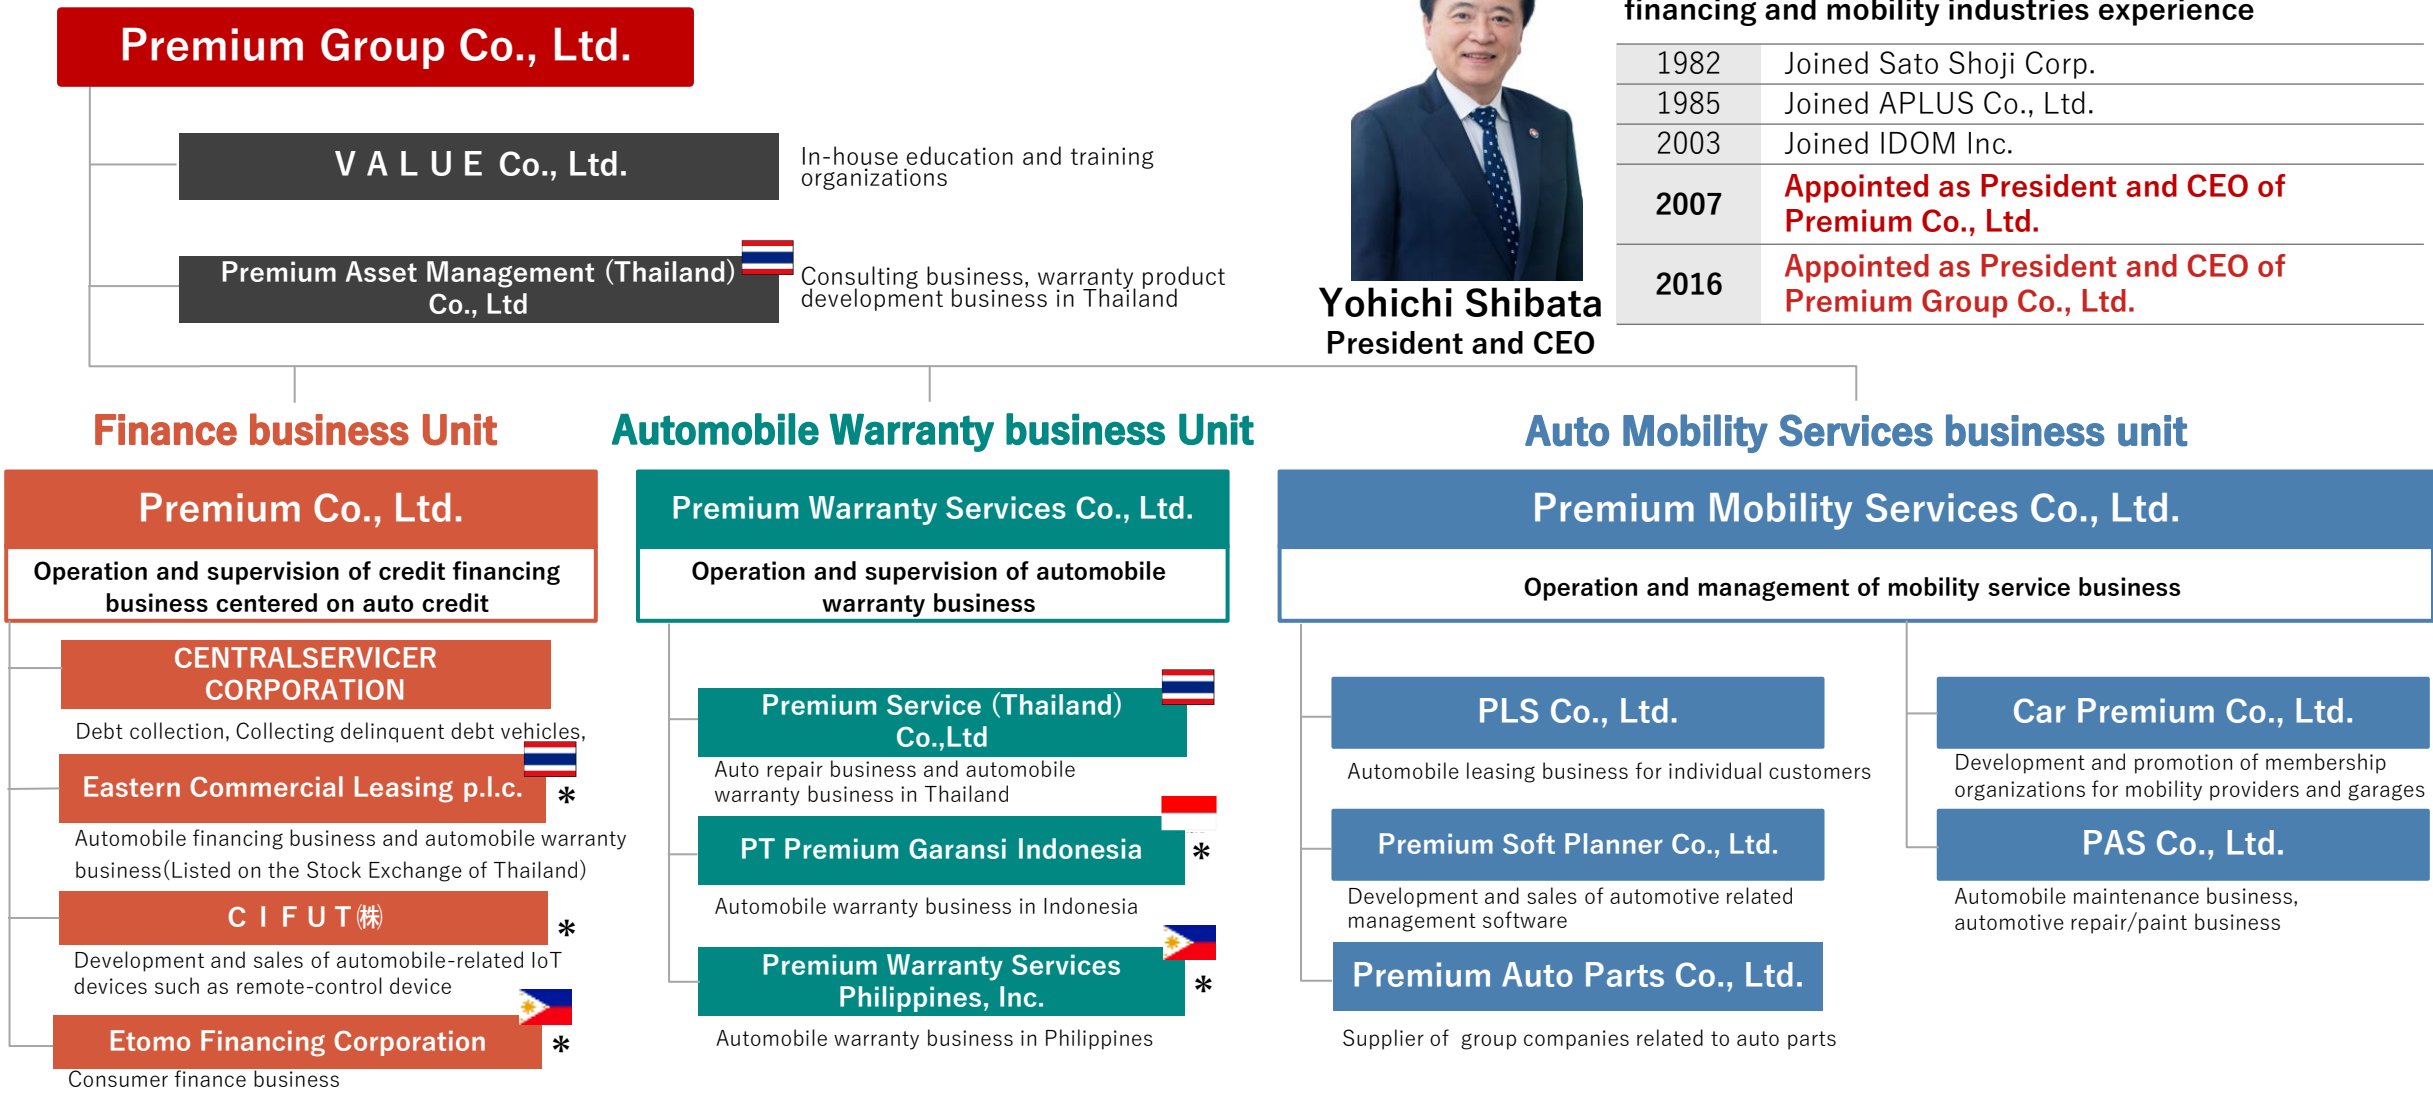 Premium Group Co., Ltd.
V A L U E Co., Ltd.
In-house education and training
organizations
Premium Asset Management (Thailand)
Co., Ltd
Consulting business, warranty product
development business in Thailand
Yohichi Shibata
President and CEO
financing and mobility industries experience
1982 Joined Sato Shoji Corp.
1985 Joined APLUS Co., Ltd.
2003 Joined IDOM Inc.
2007 Appointed as President and CEO of
Premium Co., Ltd.
2016 Appointed as President and CEO of
Premium Group Co., Ltd.
Finance business Unit
Premium Co., Ltd.
Operation and supervision of credit financing
business centered on auto credit
CENTRALSERVICER
CORPORATION
Debt collection, Collecting delinquent debt vehicles,
Eastern Commercial Leasing p.l.c. *
Automobile financing business and automobile warranty
business(Listed on the Stock Exchange of Thailand)
C I F U T㈱ *
Development and sales of automobile-related IoT
devices such as remote-control device
Etomo Financing Corporation *
Consumer finance business
Automobile Warranty business Unit
Premium Warranty Services Co., Ltd.
Operation and supervision of automobile
warranty business
Premium Service (Thailand)
Co.,Ltd
Auto repair business and automobile
warranty business in Thailand
PT Premium Garansi Indonesia *
Automobile warranty business in Indonesia
Premium Warranty Services
Philippines, Inc. *
Automobile warranty business in Philippines
Auto Mobility Services business unit
Premium Mobility Services Co., Ltd.
Operation and management of mobility service business
PLS Co., Ltd.
Automobile leasing business for individual customers
Premium Soft Planner Co., Ltd.
Development and sales of automotive related
management software
Premium Auto Parts Co., Ltd.
Supplier of group companies related to auto parts
Car Premium Co., Ltd.
Development and promotion of membership
organizations for mobility providers and garages
PAS Co., Ltd.
Automobile maintenance business,
automotive repair/paint business